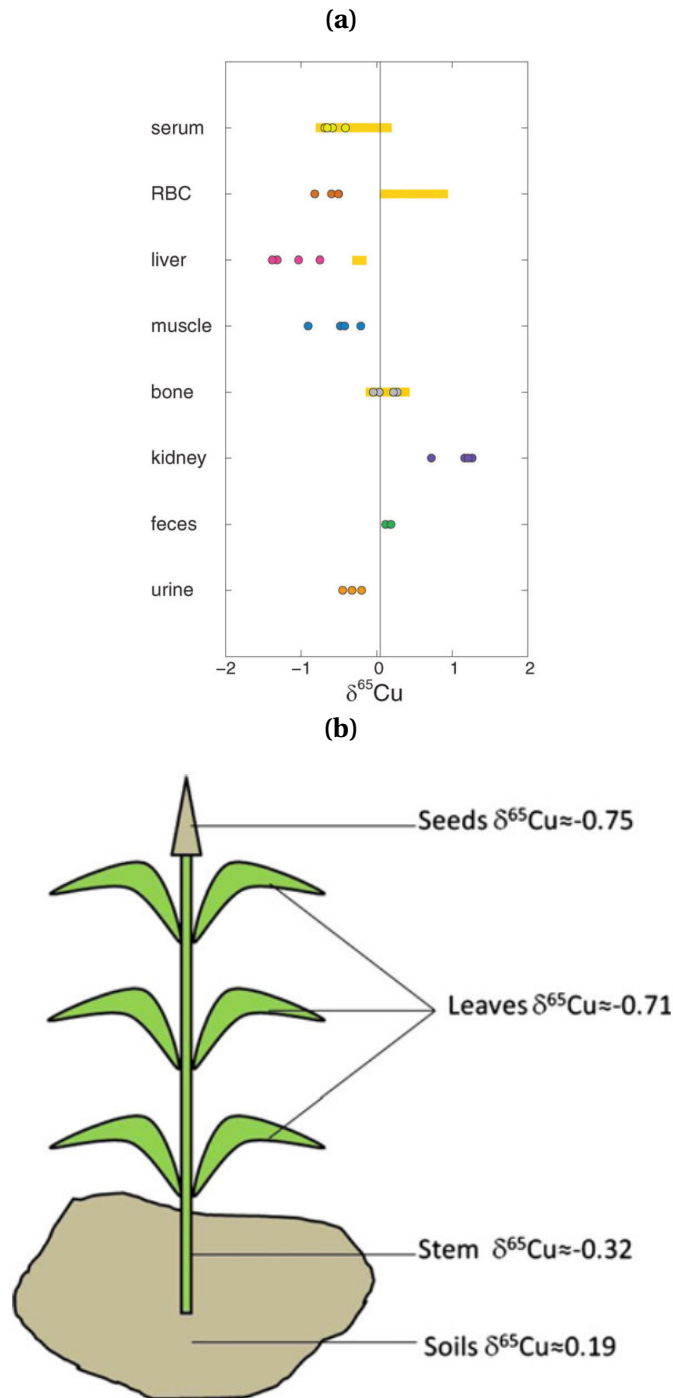 (a)
serum
RBC
liver
muscle
bone
kidney
feces
urine
−2 −1 0 1 2
δ⁶⁵Cu
(b)
Seeds δ⁶⁵Cu≈-0.75
Leaves δ⁶⁵Cu≈-0.71
Stem δ⁶⁵Cu≈-0.32
Soils δ⁶⁵Cu≈0.19